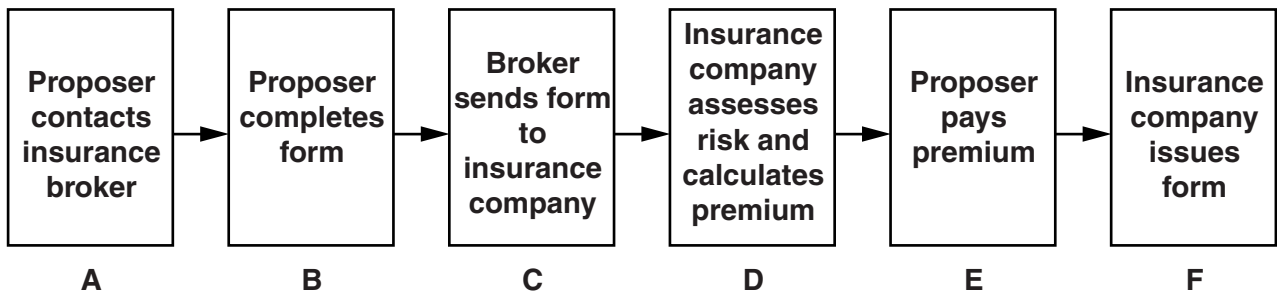 Proposer
contacts
insurance
broker
Proposer
completes
form
Broker
sends form
to
insurance
company
Insurance
company
assesses
risk and
calculates
premium
Proposer
pays
premium
Insurance
company
issues
form
A
B
C
D
E
F